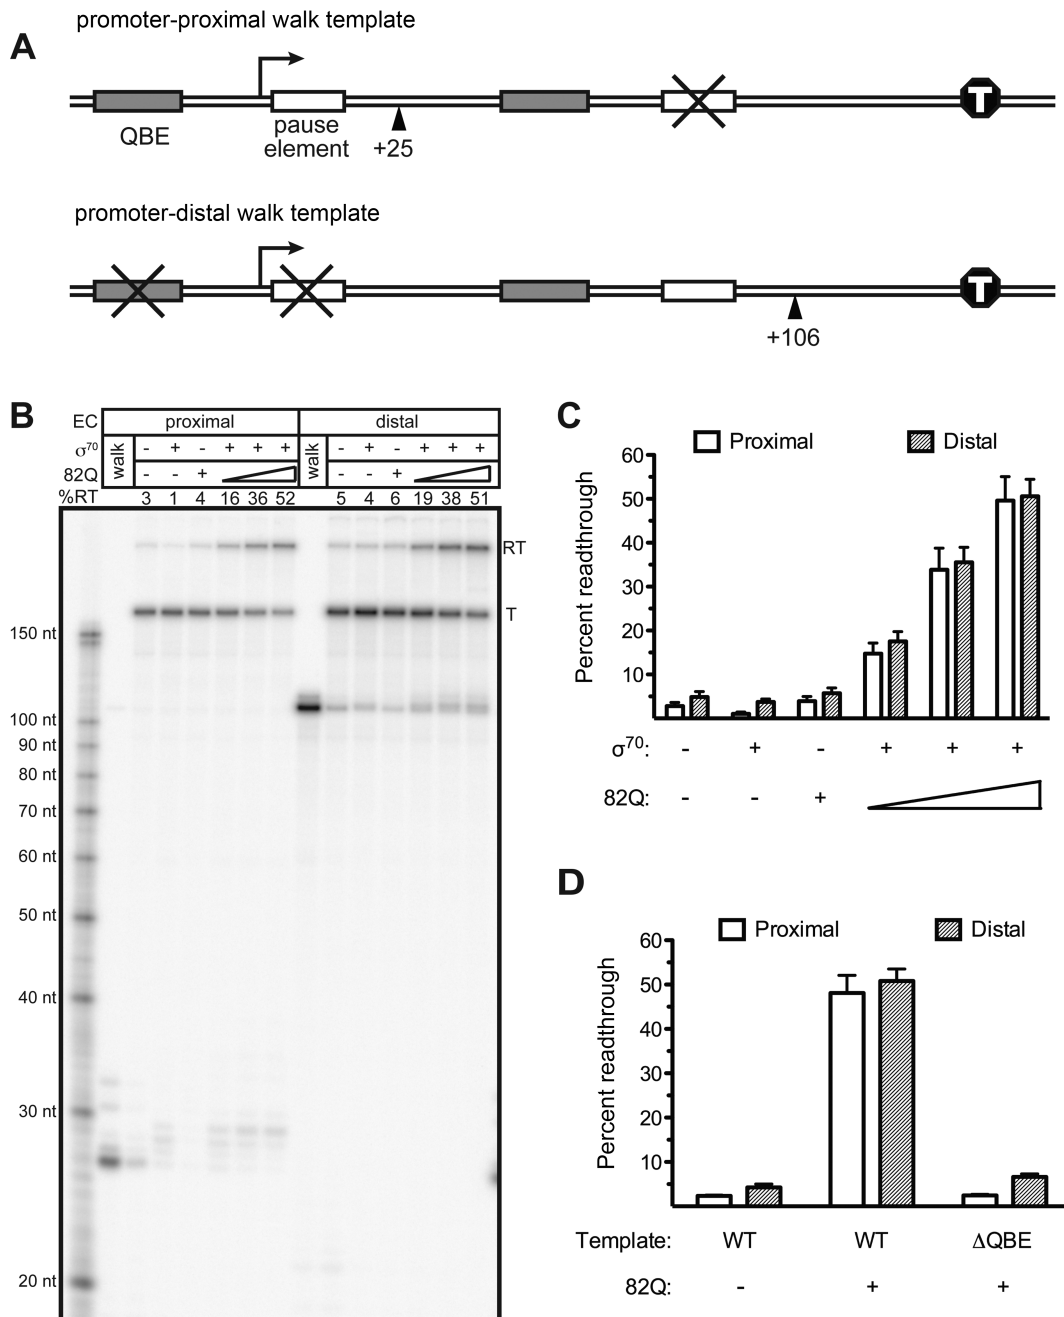 A
promoter-proximal walk template
QBE
pause
element
+25
T
promoter-distal walk template
+106
T
B
EC proximal distal
σ70 walk - + - + + + walk - + - + + +
82Q - - + - - +
%RT 3 1 4 16 36 52 5 4 6 19 38 51
RT
T
150 nt
100 nt
90 nt
80 nt
70 nt
60 nt
50 nt
40 nt
30 nt
20 nt
C
Proximal Distal
Percent readthrough
60
50
40
30
20
10
σ70: - + - + + +
82Q: - - +
D
Proximal Distal
Percent readthrough
60
50
40
30
20
10
Template: WT WT ΔQBE
82Q: - + +